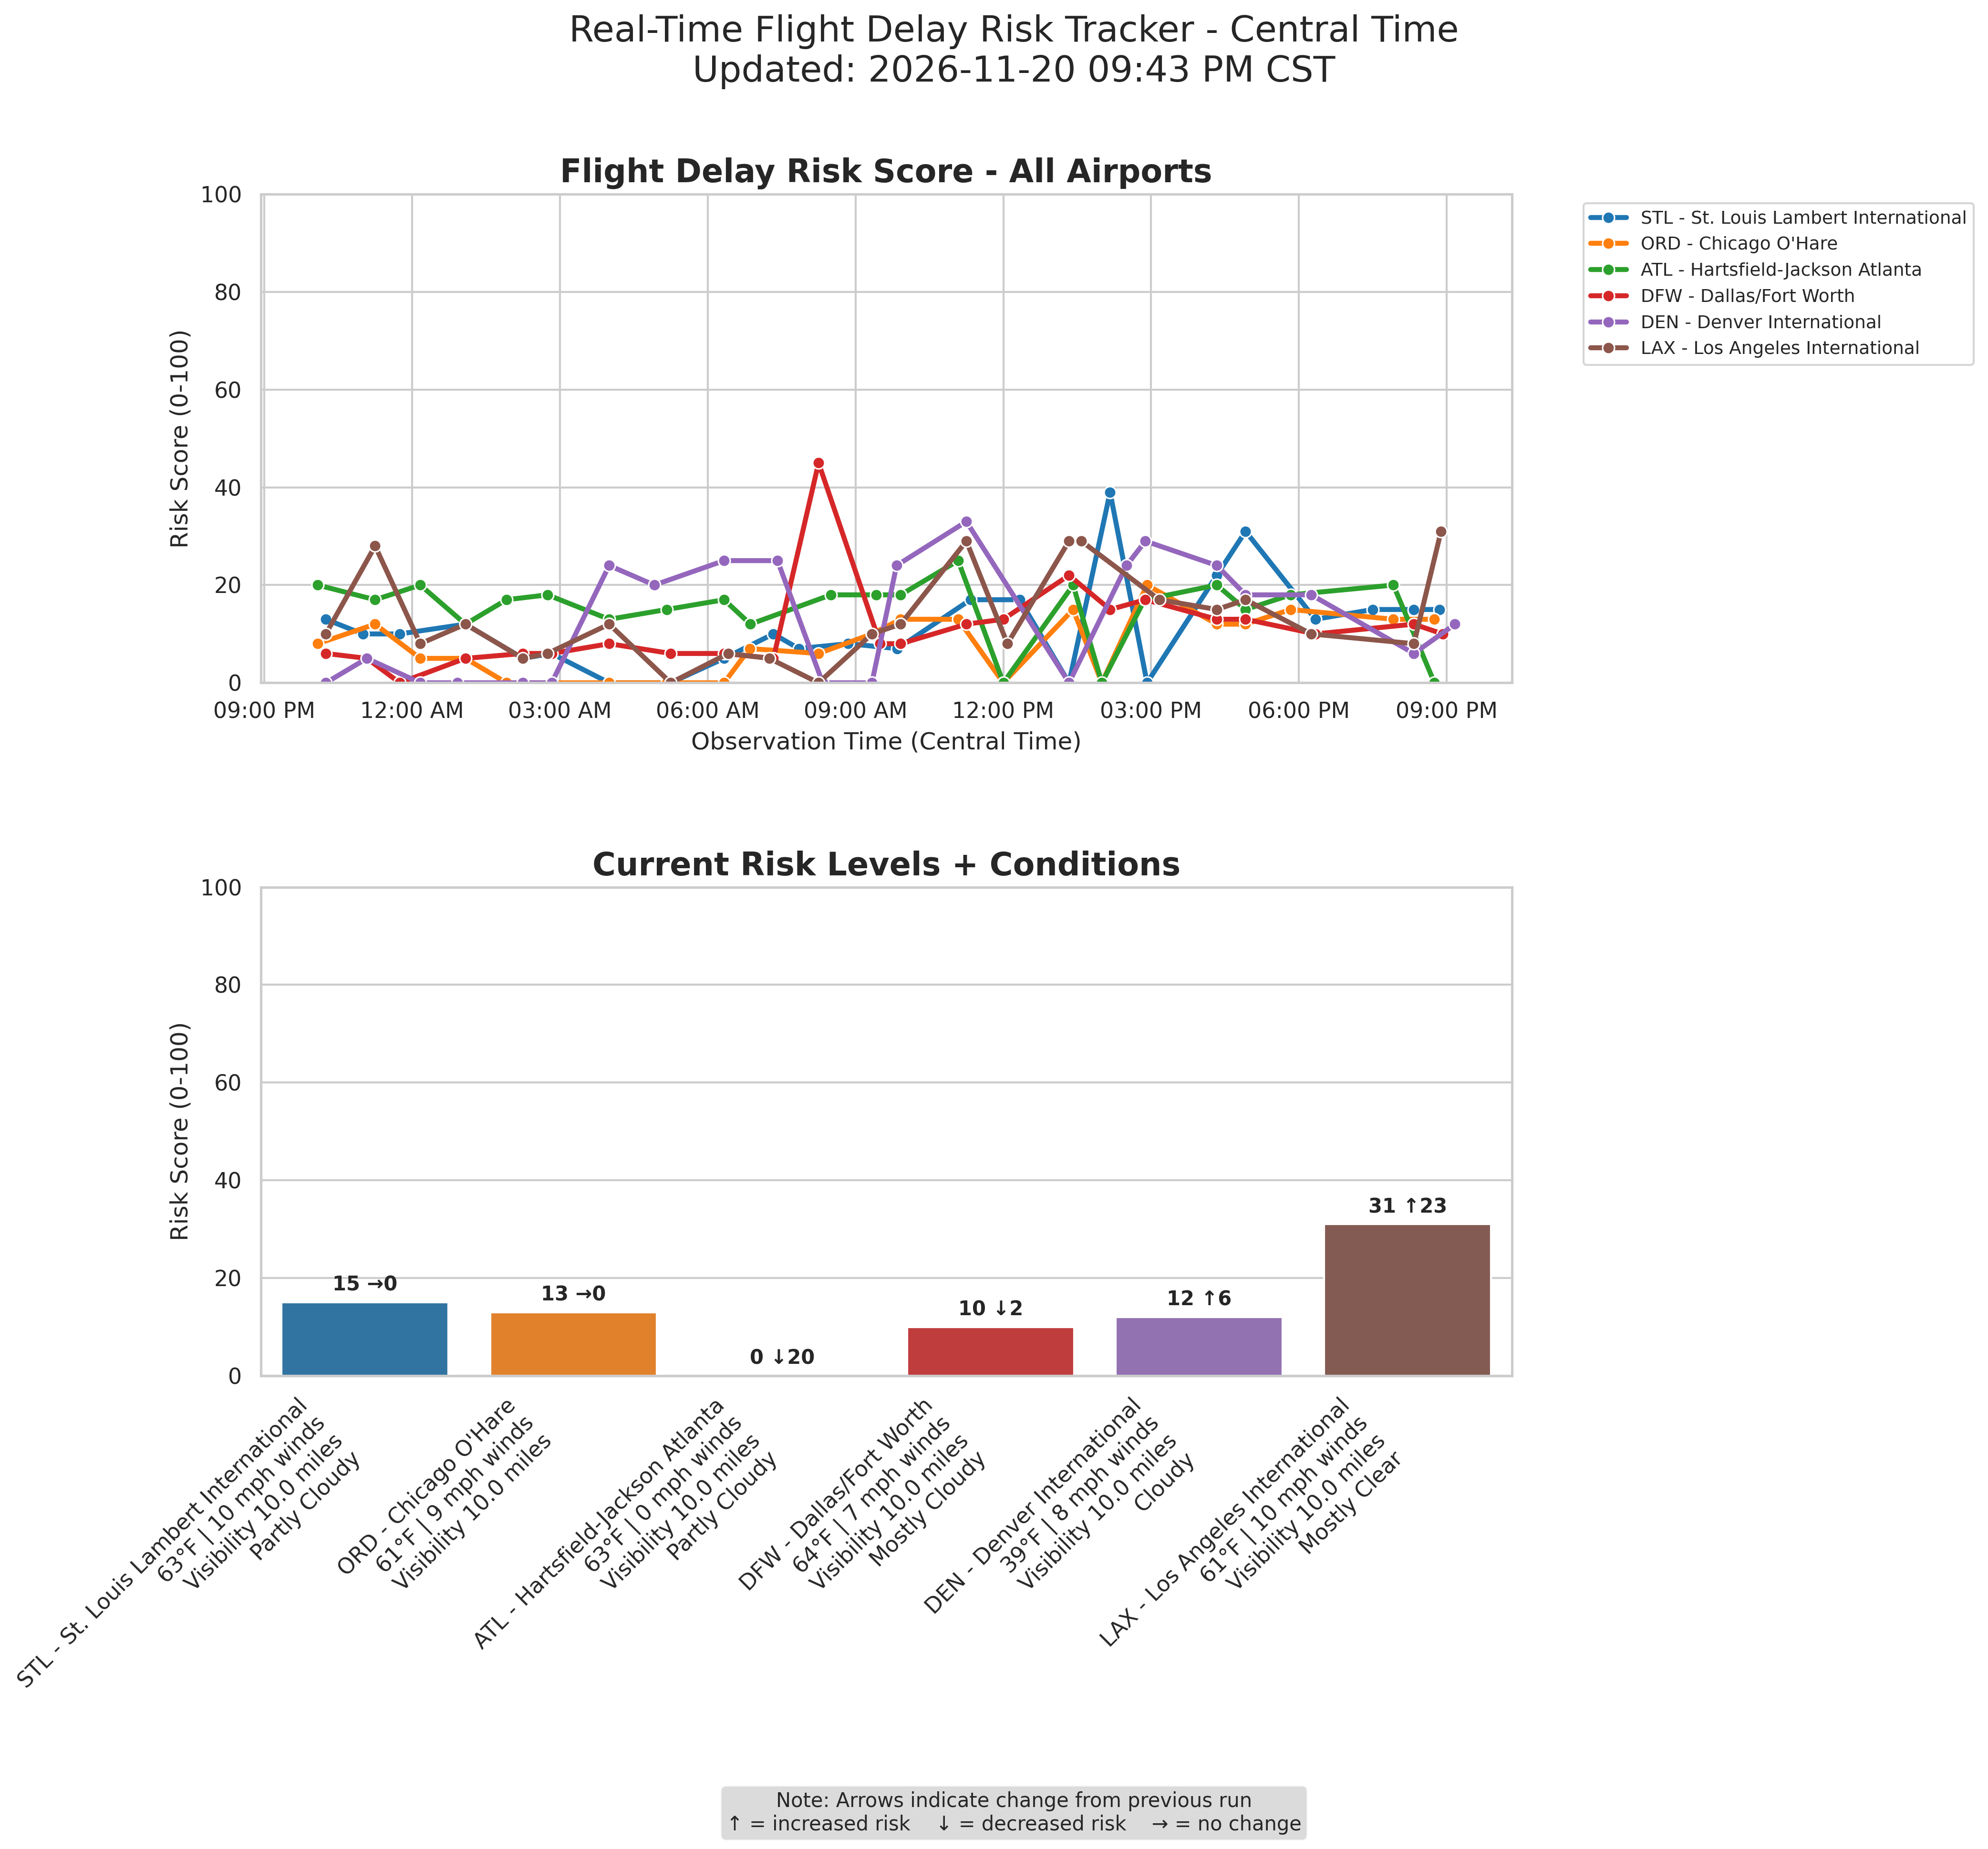 Real-Time Flight Delay Risk Tracker - Central Time
Updated: 2026-11-20 09:43 PM CST
Flight Delay Risk Score - All Airports
100
80
60
40
20
0
Risk Score (0-100)
09:00 PM
12:00 AM
03:00 AM
06:00 AM
09:00 AM
12:00 PM
03:00 PM
06:00 PM
09:00 PM
Observation Time (Central Time)
STL - St. Louis Lambert International
ORD - Chicago O'Hare
ATL - Hartsfield-Jackson Atlanta
DFW - Dallas/Fort Worth
DEN - Denver International
LAX - Los Angeles International
Current Risk Levels + Conditions
100
80
60
40
20
0
Risk Score (0-100)
15 →0
13 →0
0 ↓20
10 ↓2
12 ↑6
31 ↑23
STL - St. Louis Lambert International
63°F | 10 mph winds
Visibility 10.0 miles
Partly Cloudy
ORD - Chicago O'Hare
61°F | 9 mph winds
Visibility 10.0 miles
ATL - Hartsfield-Jackson Atlanta
63°F | 0 mph winds
Visibility 10.0 miles
Partly Cloudy
DFW - Dallas/Fort Worth
64°F | 7 mph winds
Visibility 10.0 miles
Mostly Cloudy
DEN - Denver International
39°F | 8 mph winds
Visibility 10.0 miles
Cloudy
LAX - Los Angeles International
61°F | 10 mph winds
Visibility 10.0 miles
Mostly Clear
Note: Arrows indicate change from previous run
↑ = increased risk ↓ = decreased risk → = no change